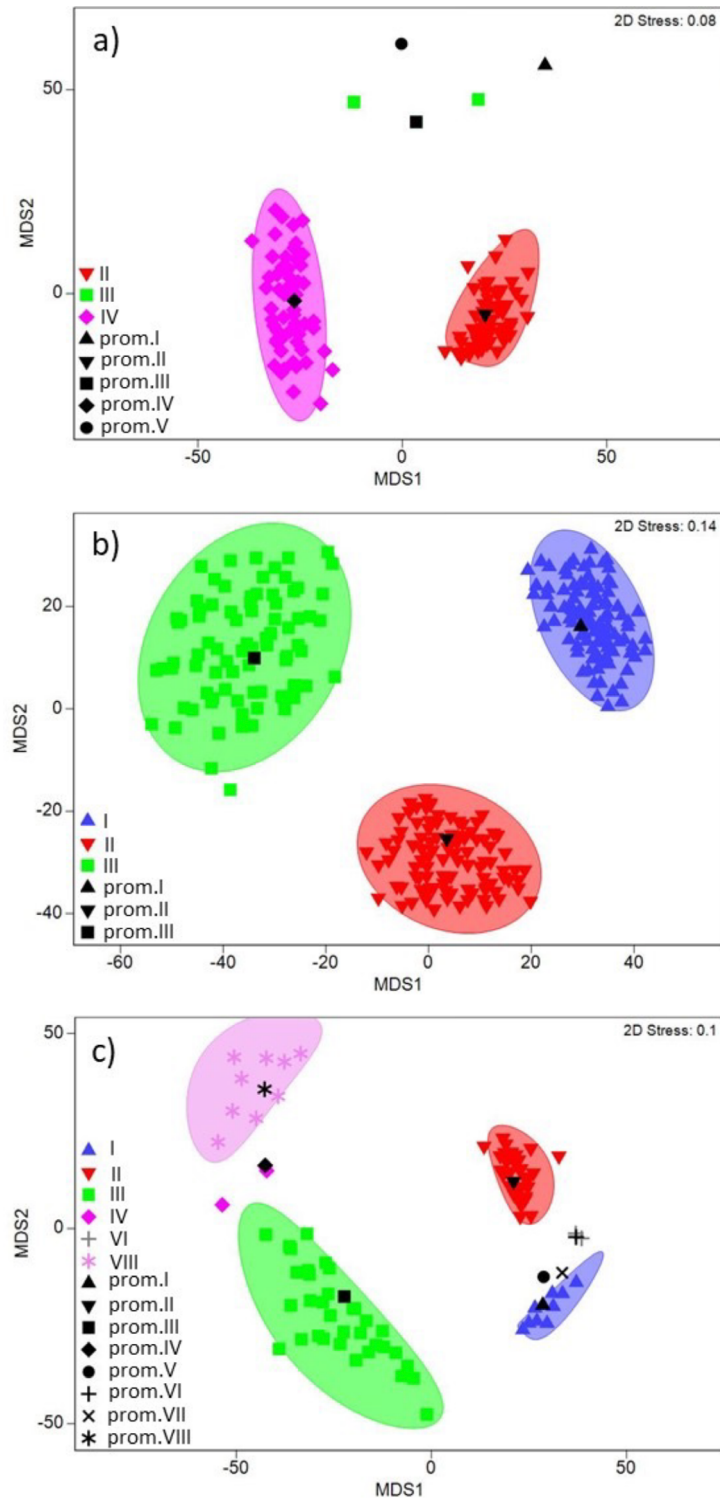 a)
2D Stress: 0.08
50
0
MDS2
II
III
IV
prom.I
prom.II
prom.III
prom.IV
prom.V
-50
0
50
MDS1
b)
2D Stress: 0.14
20
0
-20
-40
MDS2
I
II
III
prom.I
prom.II
prom.III
-60
-40
-20
0
20
40
MDS1
c)
2D Stress: 0.1
50
0
-50
MDS2
I
II
III
IV
VI
VIII
prom.I
prom.II
prom.III
prom.IV
prom.V
prom.VI
prom.VII
prom.VIII
-50
0
50
MDS1